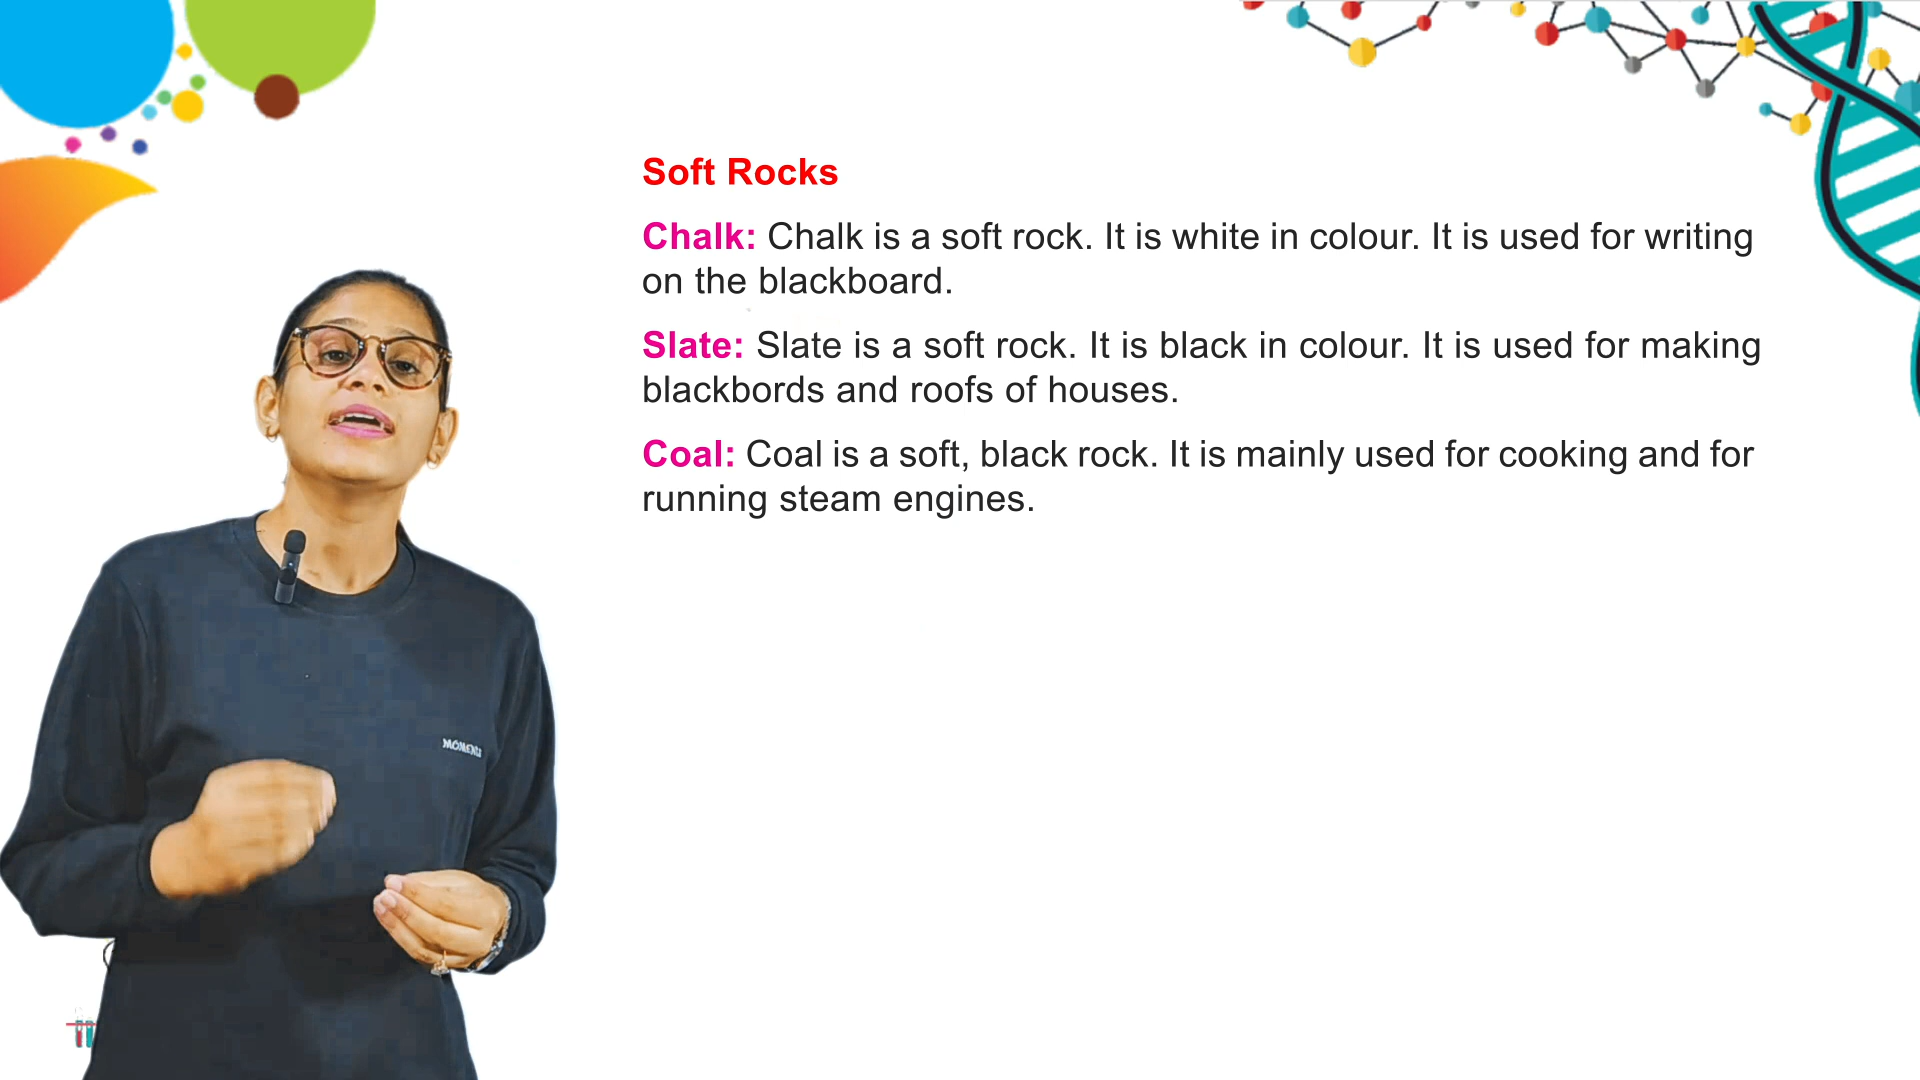 Soft Rocks
Chalk: Chalk is a soft rock. It is white in colour. It is used for writing
on the blackboard.
Slate: Slate is a soft rock. It is black in colour. It is used for making
blackbords and roofs of houses.
Coal: Coal is a soft, black rock. It is mainly used for cooking and for
running steam engines.